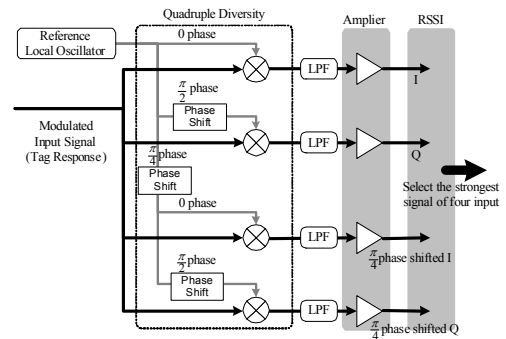 Quadruple Diversity
Amplier
RSSI
Reference
Local Oscillator
0 phase
LPF
I
π/2 phase
Phase
Shift
LPF
Q
Modulated
Input Signal
(Tag Response)
π/4 phase
Phase
Shift
Select the strongest
signal of four input
0 phase
LPF
π/4 phase shifted I
π/2 phase
Phase
Shift
LPF
π/4 phase shifted Q